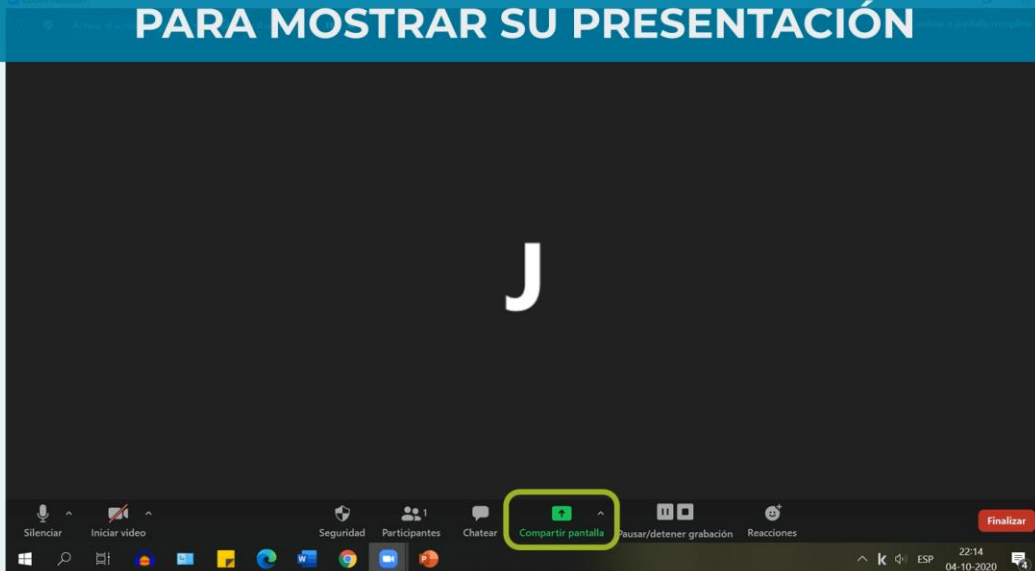 PARA MOSTRAR SU PRESENTACIÓN
J
1
Silenciar
Iniciar video
Seguridad
Participantes
Chatear
Compartir pantalla
Pausar/detener grabación
Reacciones
Finalizar
ESP
22:14
04-10-2020